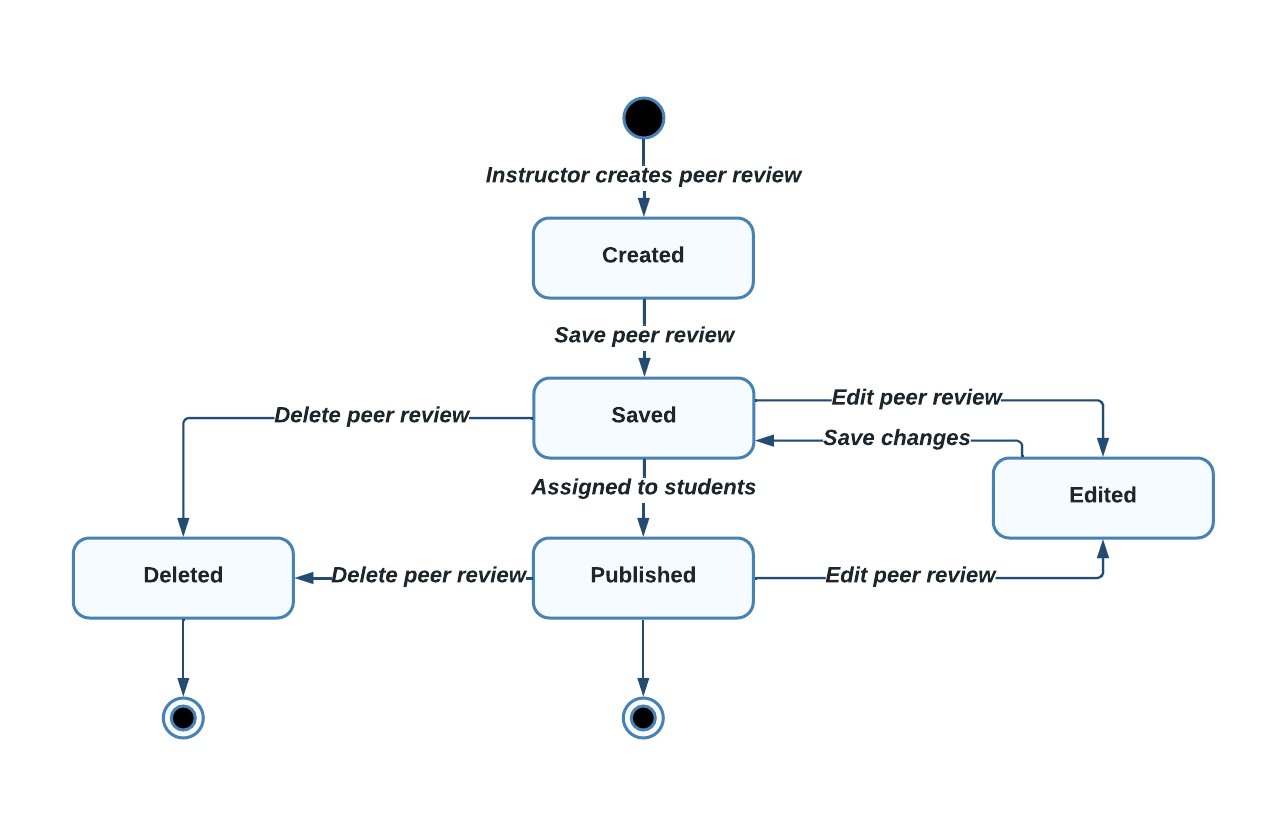 Instructor creates peer review
Created
Save peer review
Saved
Delete peer review
Edit peer review
Save changes
Assigned to students
Edited
Deleted
Delete peer review
Published
Edit peer review